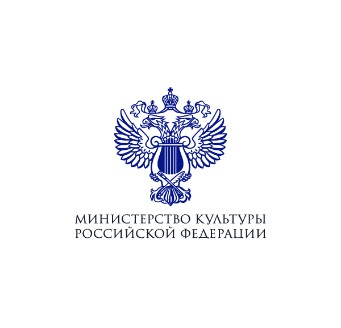 МИНИСТЕРСТВО КУЛЬТУРЫ
РОССИЙСКОЙ ФЕДЕРАЦИИ